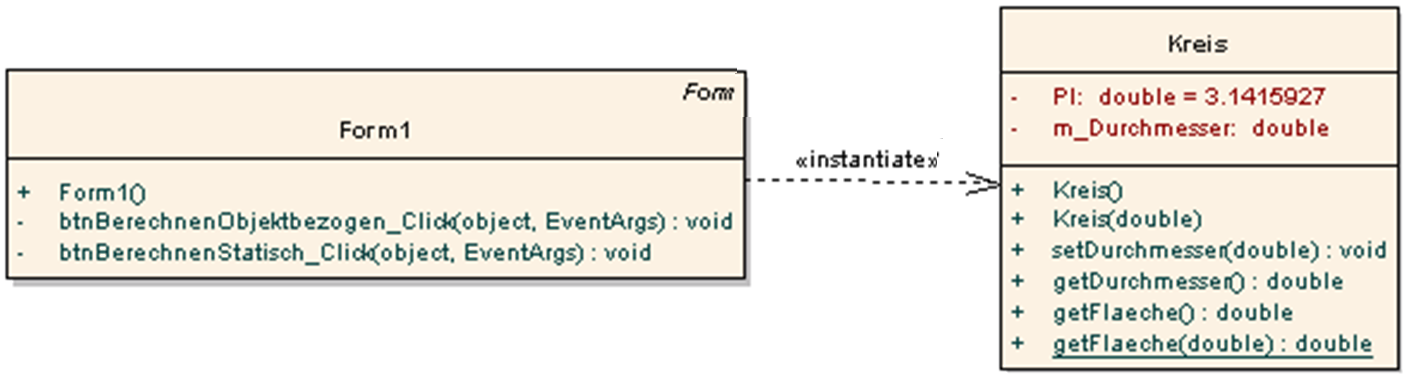 Form
Form1
+ Form1()
- btnBerechnenObjektbezogen_Click(object, EventArgs) : void
- btnBerechnenStatisch_Click(object, EventArgs) : void
«instantiate»
Kreis
- PI: double = 3.1415927
- m_Durchmesser: double
+ Kreis()
+ Kreis(double)
+ setDurchmesser(double) : void
+ getDurchmesser() : double
+ getFlaeche() : double
+ getFlaeche(double) : double